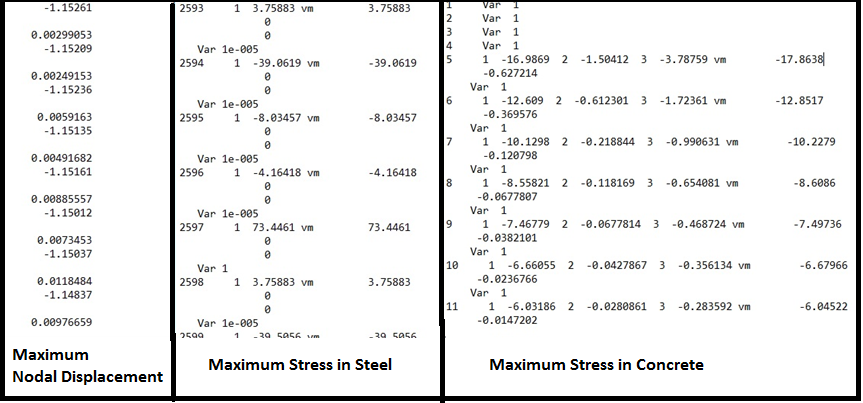 -1.15261
0.00299053
-1.15209
0.00249153
-1.15236
0.0059163
-1.15135
0.00491682
-1.15161
0.00885557
-1.15012
0.0073453
-1.15037
0.0118484
-1.14837
0.00976659
Maximum
Nodal Displacement
2593 1 3.75883 vm 3.75883
0
0
Var 1e-005
2594 1 -39.0619 vm -39.0619
0
0
Var 1e-005
2595 1 -8.03457 vm -8.03457
0
0
Var 1e-005
2596 1 -4.16418 vm -4.16418
0
0
Var 1e-005
2597 1 73.4461 vm 73.4461
0
0
Var 1
2598 1 3.75883 vm 3.75883
0
0
Var 1e-005
2599 1 -39.5056 vm -39.5056
Maximum Stress in Steel
1 Var 1
2 Var 1
3 Var 1
4 Var 1
5 1 -16.9869 2 -1.50412 3 -3.78759 vm -17.8638
-0.627214
Var 1
6 1 -12.609 2 -0.612301 3 -1.72361 vm -12.8517
-0.369576
Var 1
7 1 -10.1298 2 -0.218844 3 -0.990631 vm -10.2279
-0.120798
Var 1
8 1 -8.55821 2 -0.118169 3 -0.654081 vm -8.6086
-0.0677807
Var 1
9 1 -7.46779 2 -0.0677814 3 -0.468724 vm -7.49736
-0.0382101
Var 1
10 1 -6.66055 2 -0.0427867 3 -0.356134 vm -6.67966
-0.0236766
Var 1
11 1 -6.03186 2 -0.0280861 3 -0.283592 vm -6.04522
-0.0147202
Maximum Stress in Concrete